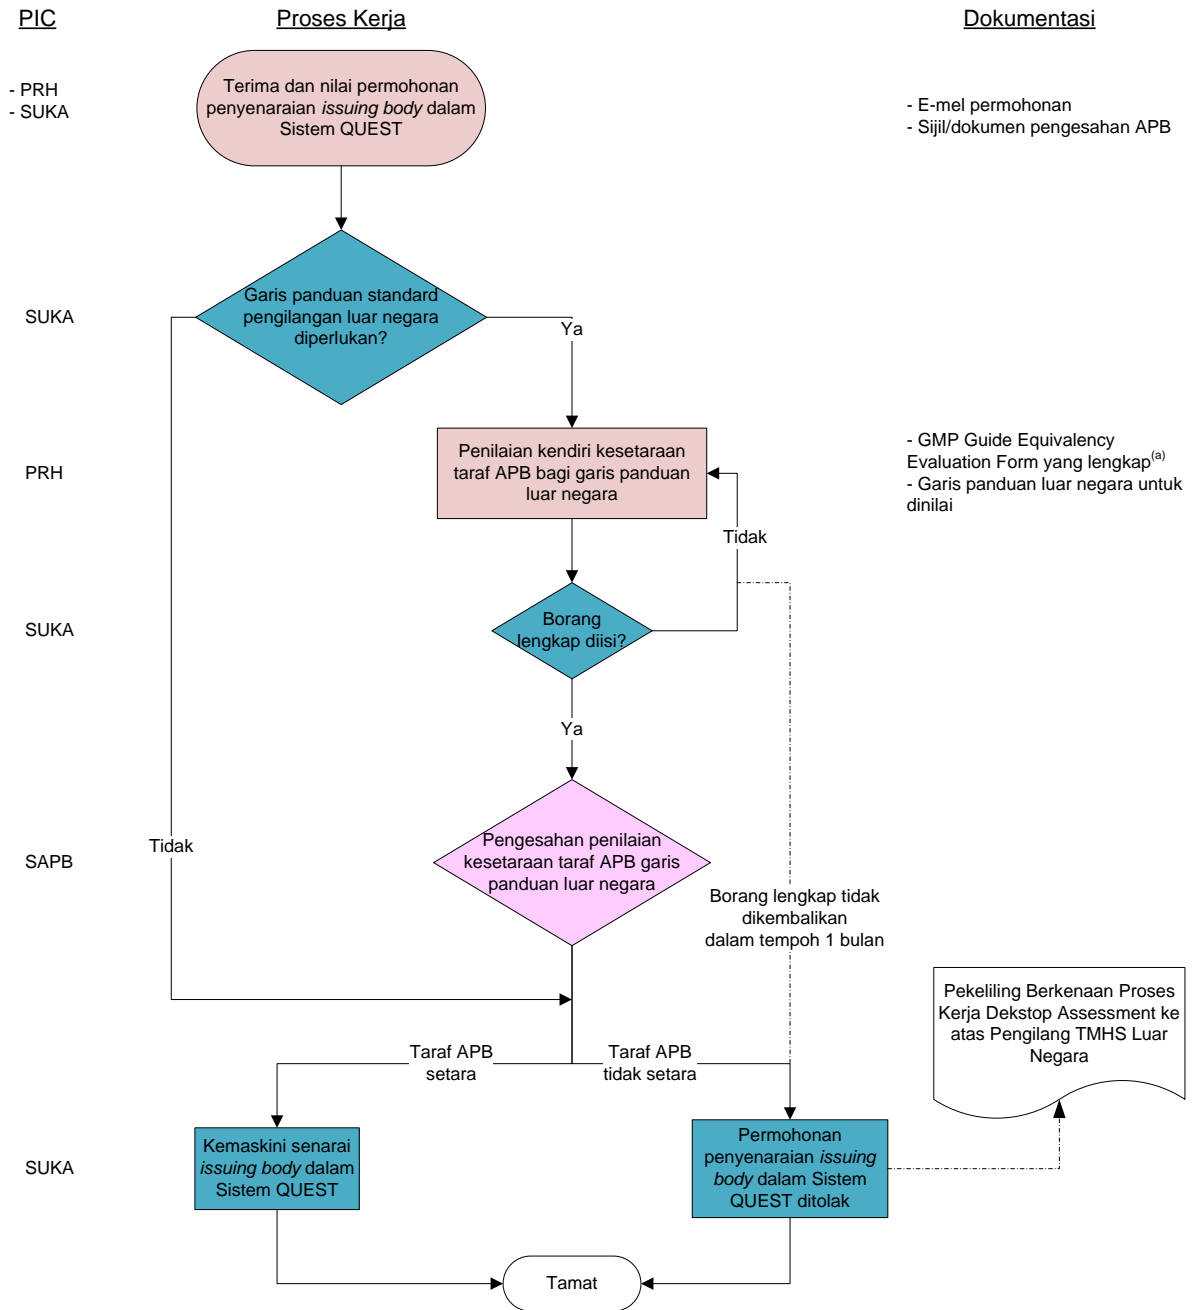 PIC
Proses Kerja
Dokumentasi
- PRH
- SUKA
Terima dan nilai permohonan
penyenaraian issuing body dalam
Sistem QUEST
- E-mel permohonan
- Sijil/dokumen pengesahan APB
SUKA
Garis panduan standard
pengilangan luar negara
diperlukan?
Ya
PRH
Penilaian kendiri kesetaraan
taraf APB bagi garis panduan
luar negara
- GMP Guide Equivalency
Evaluation Form yang lengkap(a)
- Garis panduan luar negara untuk
dinilai
Tidak
SUKA
Borang
lengkap diisi?
Ya
Tidak
SAPB
Pengesahan penilaian
kesetaraan taraf APB garis
panduan luar negara
Borang lengkap tidak
dikembalikan
dalam tempoh 1 bulan
Pekeliling Berkenaan Proses
Kerja Dekstop Assessment ke
atas Pengilang TMHS Luar
Negara
Taraf APB
setara
Taraf APB
tidak setara
SUKA
Kemaskini senarai
issuing body dalam
Sistem QUEST
Permohonan
penyenaraian issuing
body dalam Sistem
QUEST ditolak
Tamat